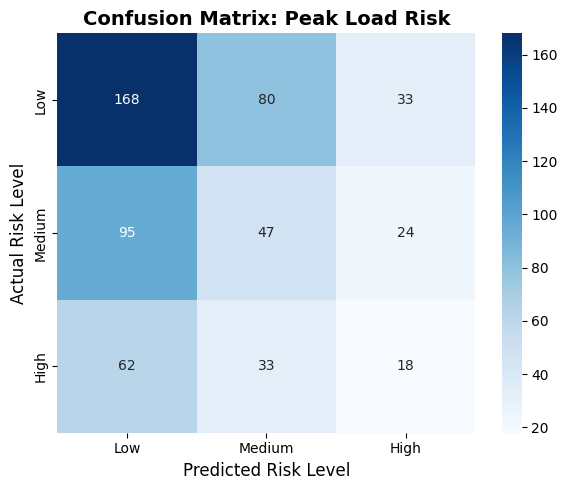 Confusion Matrix: Peak Load Risk
Actual Risk Level
Low
Medium
High
168 80 33
95 47 24
62 33 18
Low Medium High
Predicted Risk Level
160
140
120
100
80
60
40
20